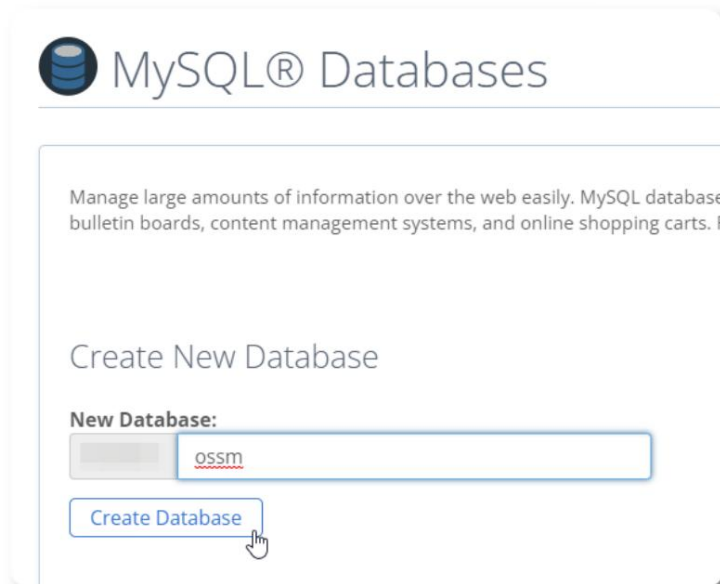 MySQL® Databases
Manage large amounts of information over the web easily. MySQL database
bulletin boards, content management systems, and online shopping carts.
Create New Database
New Database:
ossm
Create Database